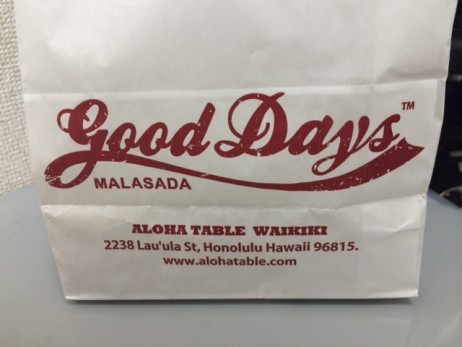 Good Days™
MALASADA
ALOHA TABLE WAIKIKI
2238 Lau'ula St, Honolulu Hawaii 96815.
www.alohatable.com